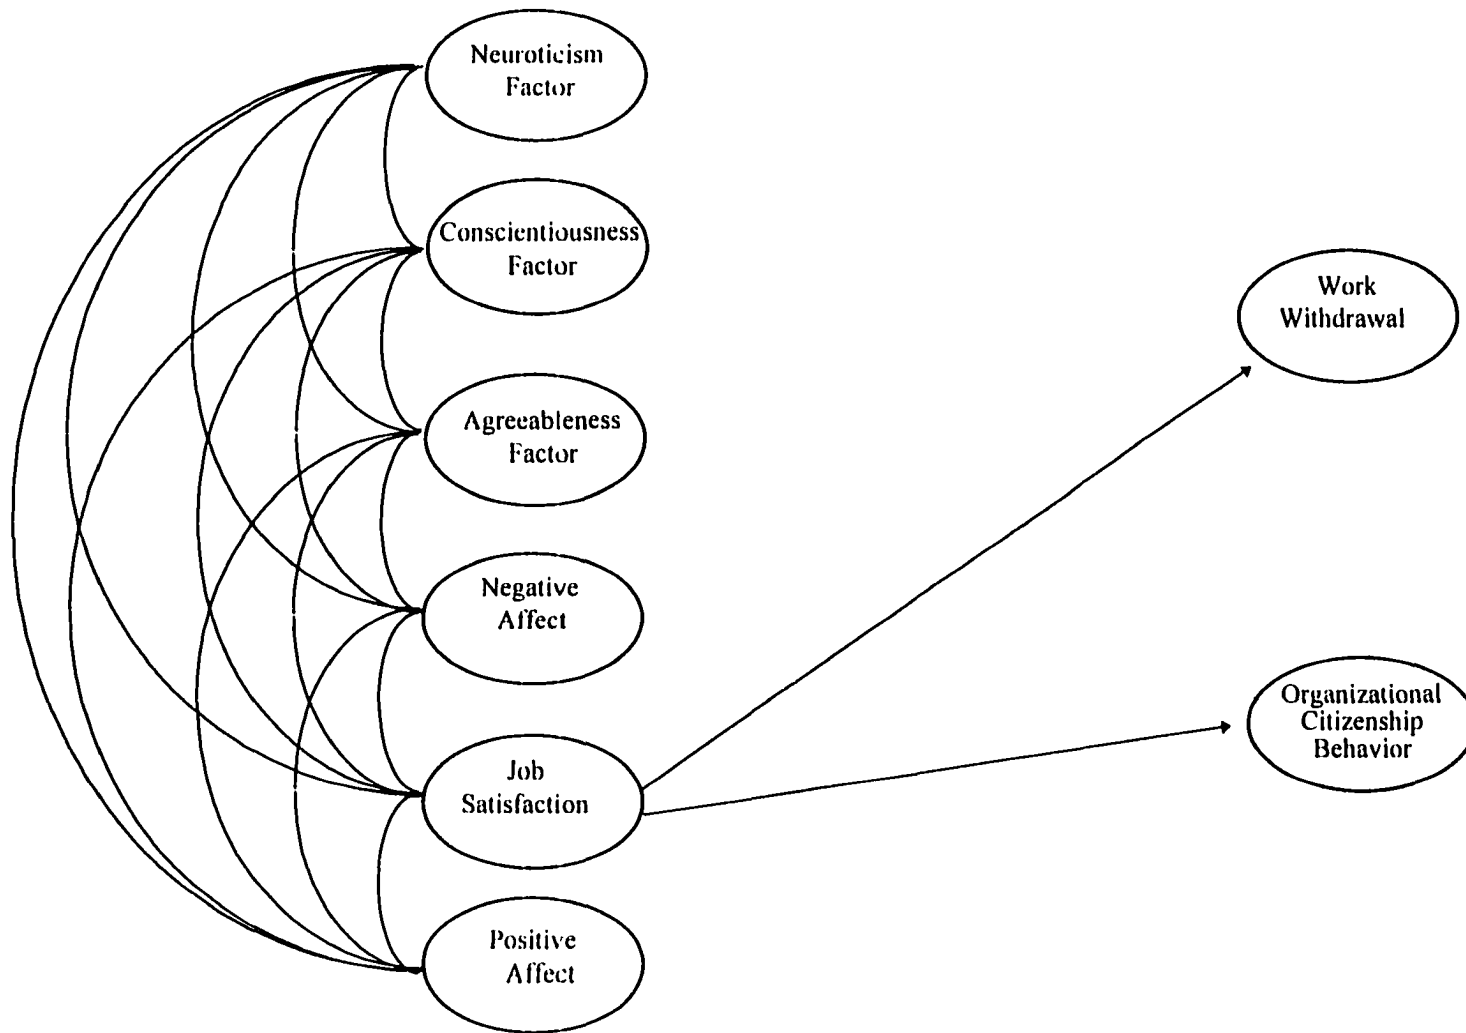 Neuroticism
Factor
Conscientiousness
Factor
Agreeableness
Factor
Negative
Affect
Job
Satisfaction
Positive
Affect
Work
Withdrawal
Organizational
Citizenship
Behavior